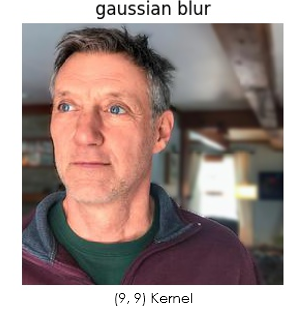 gaussian blur
(9, 9) Kernel